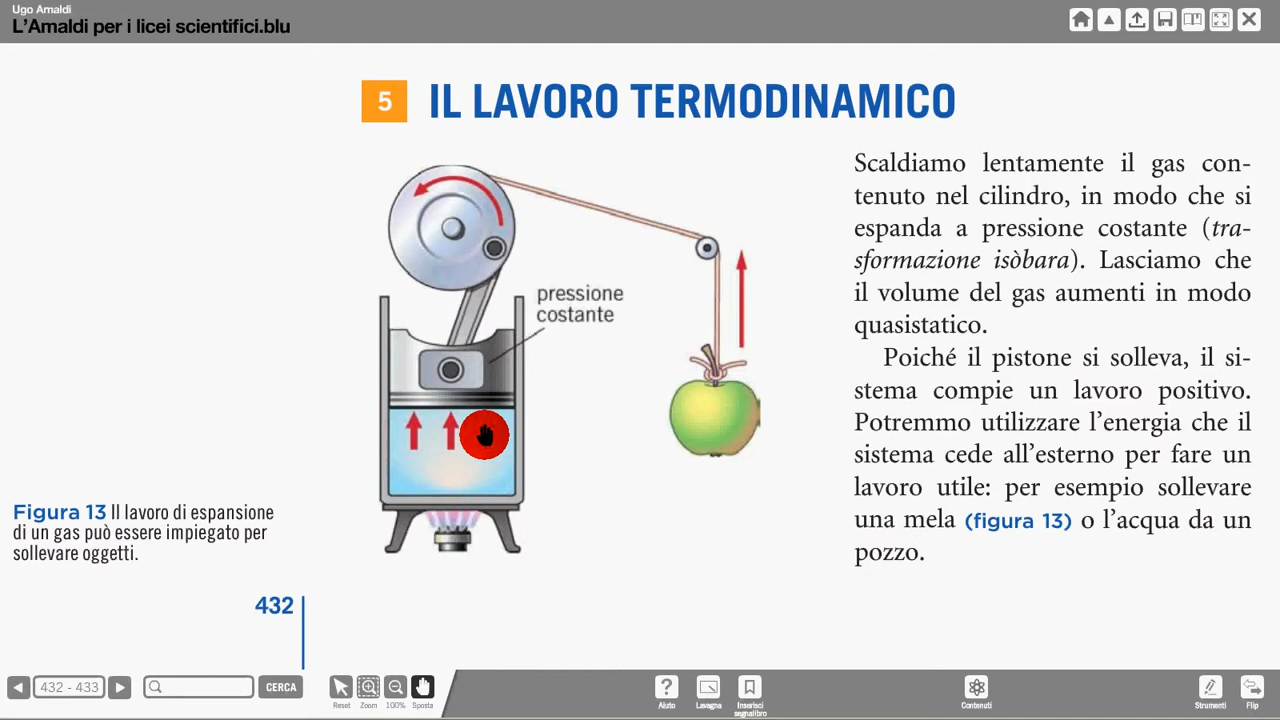 Ugo Amaldi
L'Amaldi per i licei scientifici.blu
5 IL LAVORO TERMODINAMICO
pressione
costante
Scaldiamo lentamente il gas con-
tenuto nel cilindro, in modo che si
espanda a pressione costante (tra-
sformazione isòbara). Lasciamo che
il volume del gas aumenti in modo
quasistatico.
Poiché il pistone si solleva, il si-
stema compie un lavoro positivo.
Potremmo utilizzare l'energia che il
sistema cede all'esterno per fare un
lavoro utile: per esempio sollevare
una mela (figura 13) o l'acqua da un
pozzo.
Figura 13 Il lavoro di espansione
di un gas può essere impiegato per
sollevare oggetti.
432
432 - 433
CERCA
Reset
Zoom
100%
Sposta
Aiuto
Lavagna
Inserisci
segnalibro
Contenuti
Strumenti
Flip